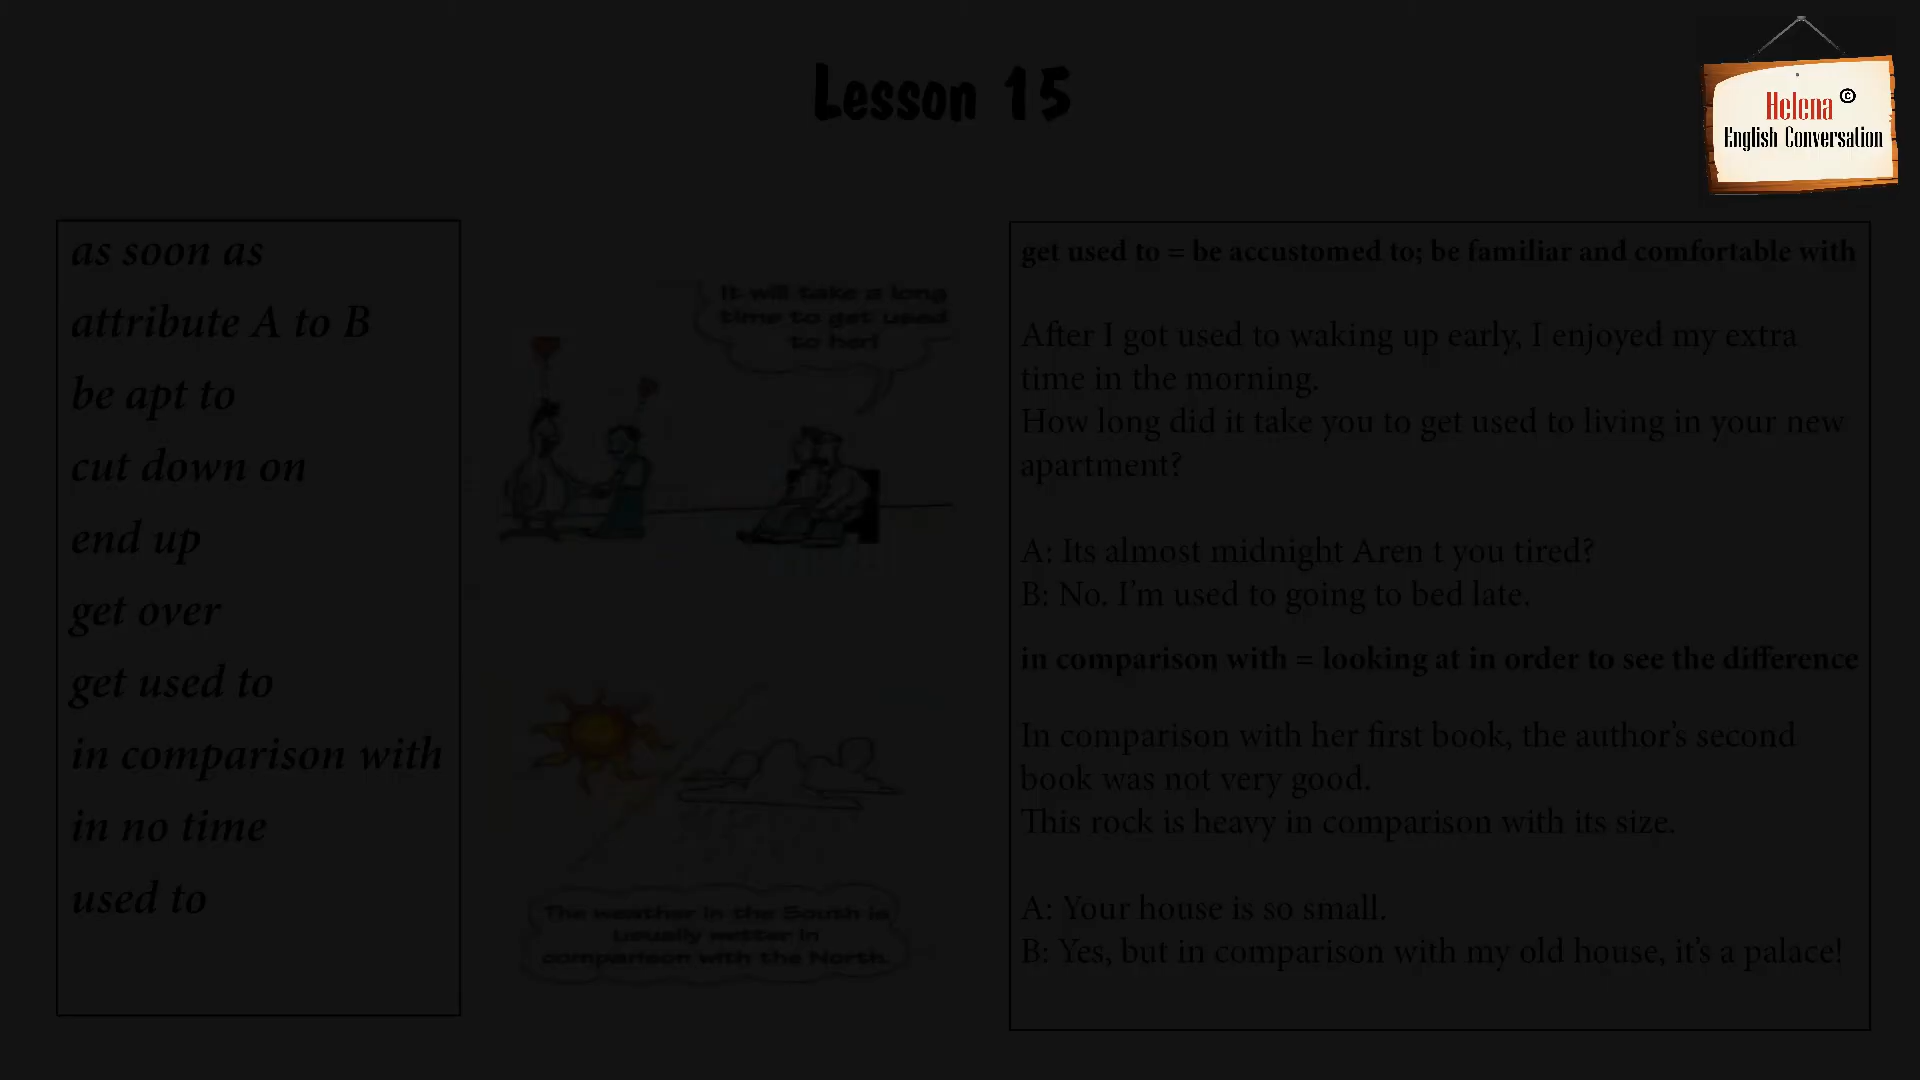 Lesson 15
Helena ©
English Conversation
as soon as
attribute A to B
be apt to
cut down on
end up
get over
get used to
in comparison with
in no time
used to
It will take a long
time to get used
to her!
The weather in the South is
usually wetter in
comparison with the North.
get used to = be accustomed to; be familiar and comfortable with
After I got used to waking up early, I enjoyed my extra
time in the morning.
How long did it take you to get used to living in your new
apartment?
A: Its almost midnight Aren t you tired?
B: No. I'm used to going to bed late.
in comparison with = looking at in order to see the difference
In comparison with her first book, the author's second
book was not very good.
This rock is heavy in comparison with its size.
A: Your house is so small.
B: Yes, but in comparison with my old house, it's a palace!